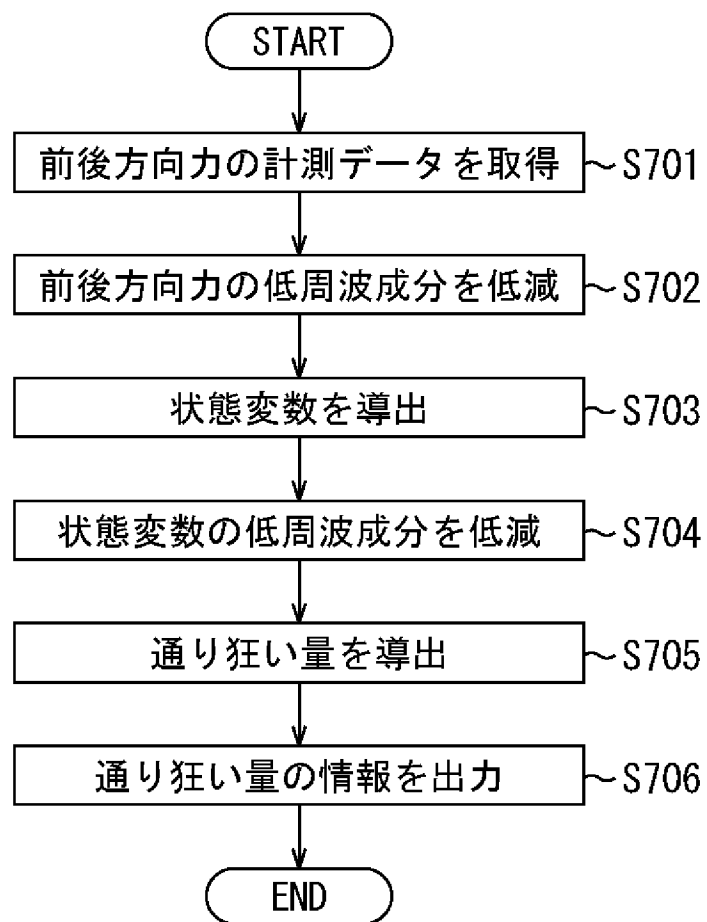 START
前後方向力の計測データを取得 ~S701
前後方向力の低周波成分を低減 ~S702
状態変数を導出 ~S703
状態変数の低周波成分を低減 ~S704
通り狂い量を導出 ~S705
通り狂い量の情報を出力 ~S706
END